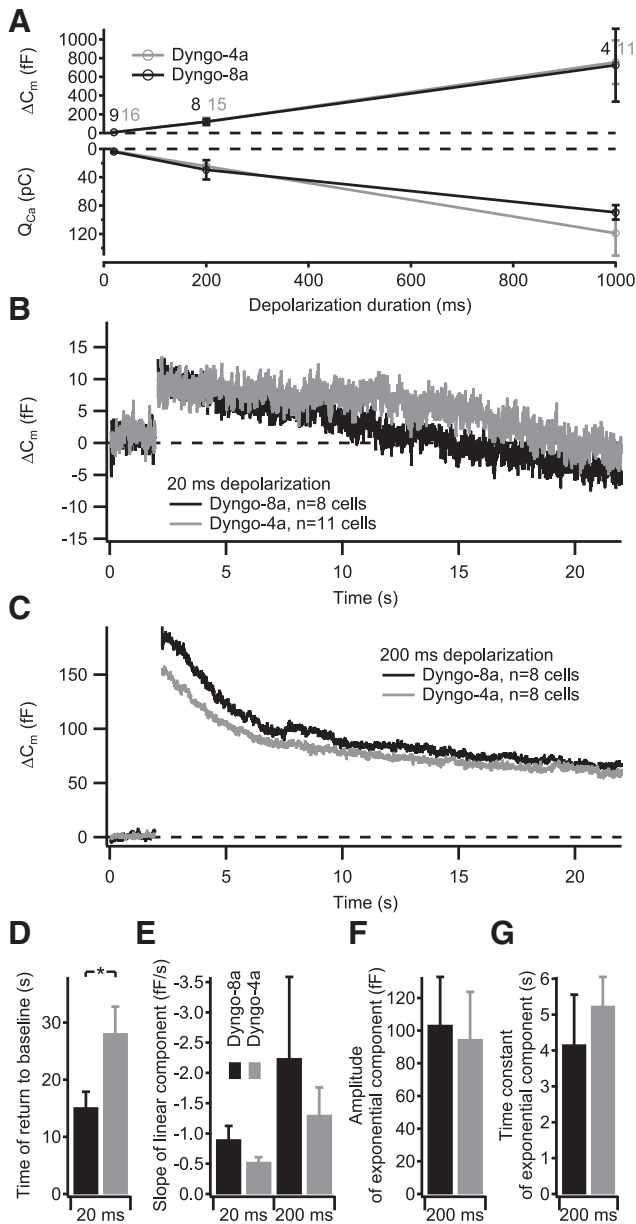 A
ΔCm (fF)
1000
800
600
400
200
0
Dyngo-4a
Dyngo-8a
9 16
8 15
4 11
QCa (pC)
0
40
80
120
0 200 400 600 800 1000
Depolarization duration (ms)
B
ΔCm (fF)
15
10
5
0
-5
-10
-15
20 ms depolarization
Dyngo-8a, n=8 cells
Dyngo-4a, n=11 cells
0 5 10 15 20
Time (s)
C
ΔCm (fF)
150
100
50
0
200 ms depolarization
Dyngo-8a, n=8 cells
Dyngo-4a, n=8 cells
0 5 10 15 20
Time (s)
D
Time of return to baseline (s)
30
20
10
0
*
20 ms
E
Slope of linear component (fF/s)
-3.5
-3.0
-2.5
-2.0
-1.5
-1.0
-0.5
0.0
Dyngo-8a
Dyngo-4a
20 ms 200 ms
F
Amplitude
of exponential component (fF)
120
100
80
60
40
20
0
200 ms
G
Time constant
of exponential component (s)
6
5
4
3
2
1
0
200 ms